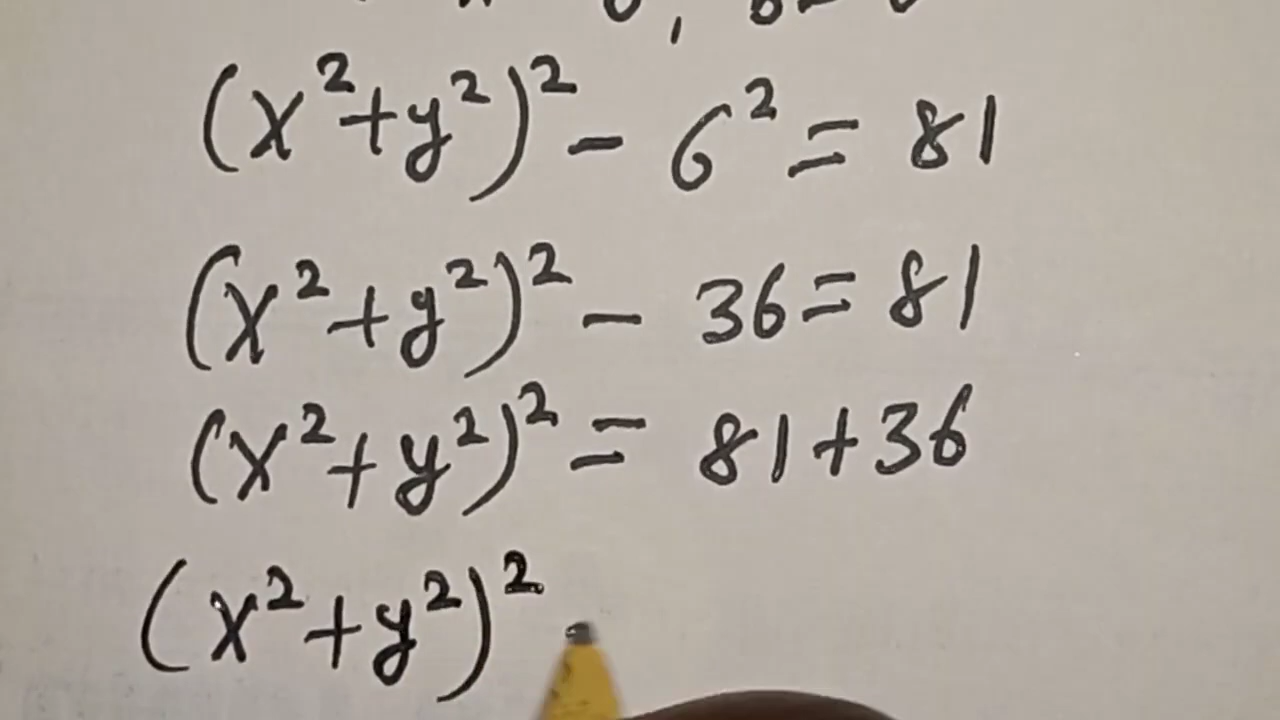 (x²+y²)² - 6² = 81
(x²+y²)² - 36 = 81
(x²+y²)² = 81+36
(x²+y²)²